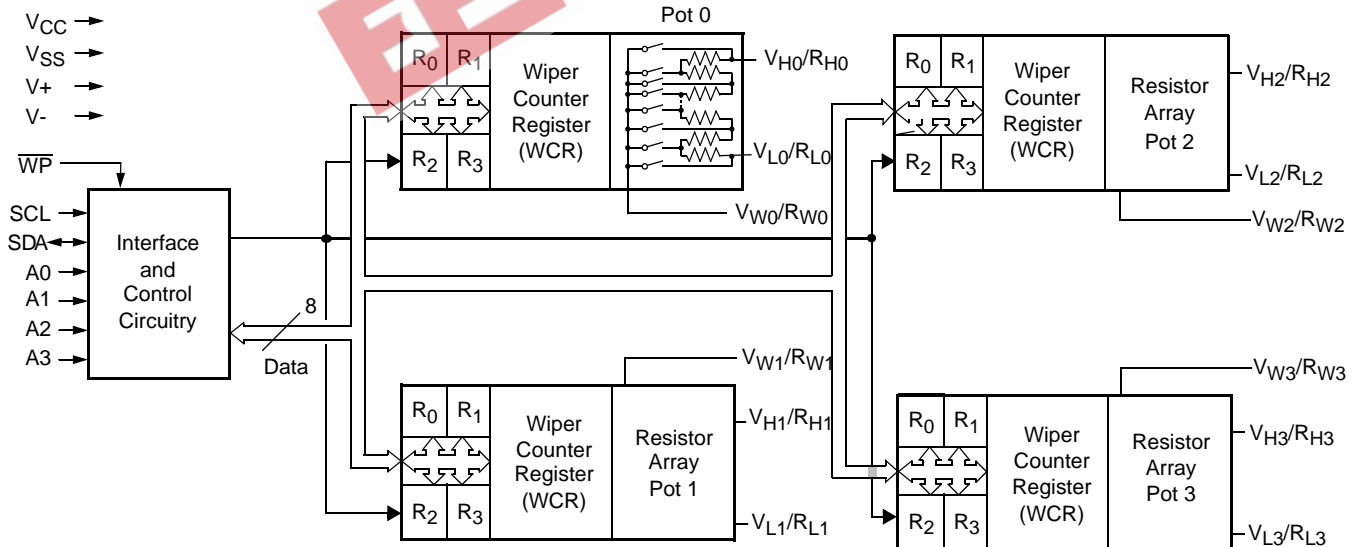 Pot 0
VCC
VSS
V+
V-
WP
SCL
SDA
A0
A1
A2
A3
Interface
and
Control
Circuitry
8
Data
R0 R1
R2 R3
Wiper
Counter
Register
(WCR)
VH0/RH0
VL0/RL0
VW0/RW0
R0 R1
R2 R3
Wiper
Counter
Register
(WCR)
Resistor
Array
Pot 2
VH2/RH2
VL2/RL2
VW2/RW2
R0 R1
R2 R3
Wiper
Counter
Register
(WCR)
Resistor
Array
Pot 1
VW1/RW1
VH1/RH1
VL1/RL1
R0 R1
R2 R3
Wiper
Counter
Register
(WCR)
Resistor
Array
Pot 3
VW3/RW3
VH3/RH3
VL3/RL3